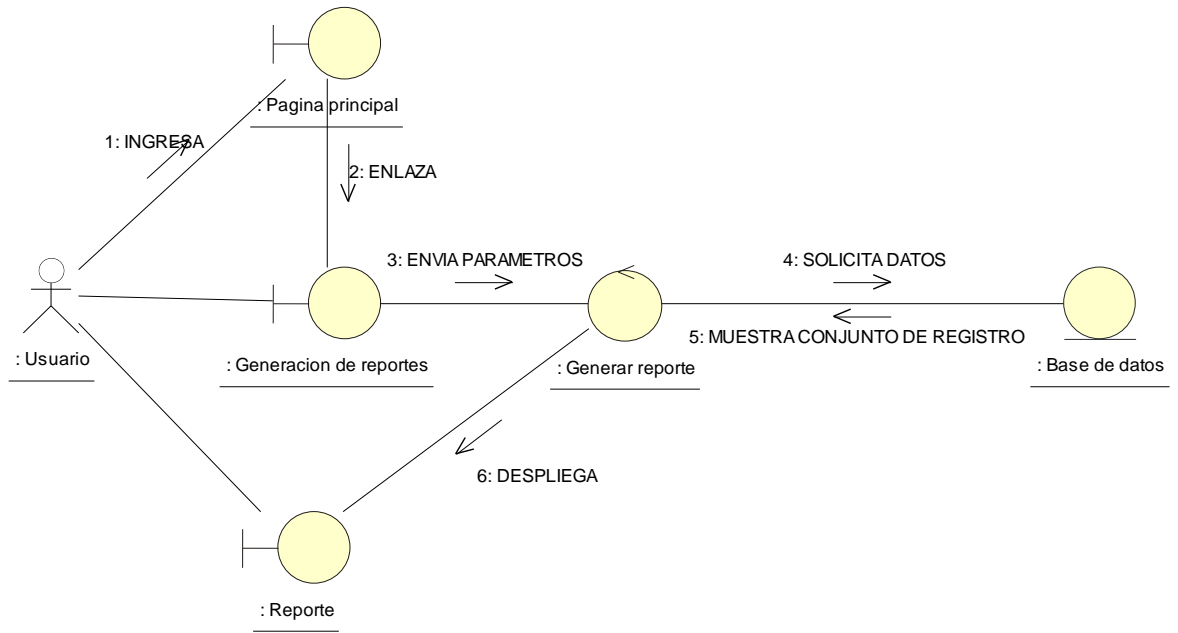 : Pagina principal
1: INGRESA
2: ENLAZA
3: ENVIA PARAMETROS
4: SOLICITA DATOS
5: MUESTRA CONJUNTO DE REGISTRO
: Usuario
: Generacion de reportes
: Generar reporte
: Base de datos
6: DESPLIEGA
: Reporte